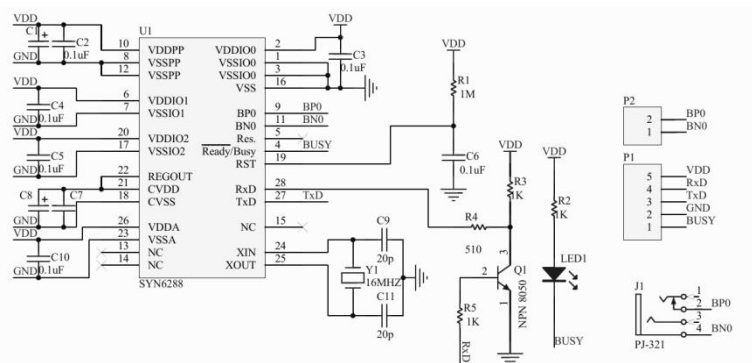 VDD
C1
+
C2
0.1uF
GND
VDD
C4
GND 0.1uF
VDD
C5
GND 0.1uF
C8
+
C7
VDD
C10
GND 0.1uF
U1
10 VDDPP
8 VSSPP
12 VSSPP
6 VDDIO1
7 VSSIO1
20 VDDIO2
17 VSSIO2
22 REGOUT
21 CVDD
18 CVSS
26 VDDA
23 VSSA
13 NC
14 NC
VDDIO0 2
VSSIO0 1
VSSIO0 3
VSS 16
BP0 9 BP0
BN0 11 BN0
Res. 5
Ready/Busy 4 BUSY
RST 19
RxD 28
TxD 27 TxD
NC 15
XIN 24
XOUT 25
SYN6288
VDD
C3
0.1uF
VDD
R1
1M
C6
0.1uF
C9
20p
Y1
16MHZ
C11
20p
VDD
R3
1K
R4
510
3
2
1
Q1
NPN 8050
R5
1K
RxD
VDD
R2
1K
LED1
BUSY
P2
2 BP0
1 BN0
P1
5 VDD
4 RxD
3 TxD
2 GND
1 BUSY
J1
1
2 BP0
3
4 BN0
PJ-321